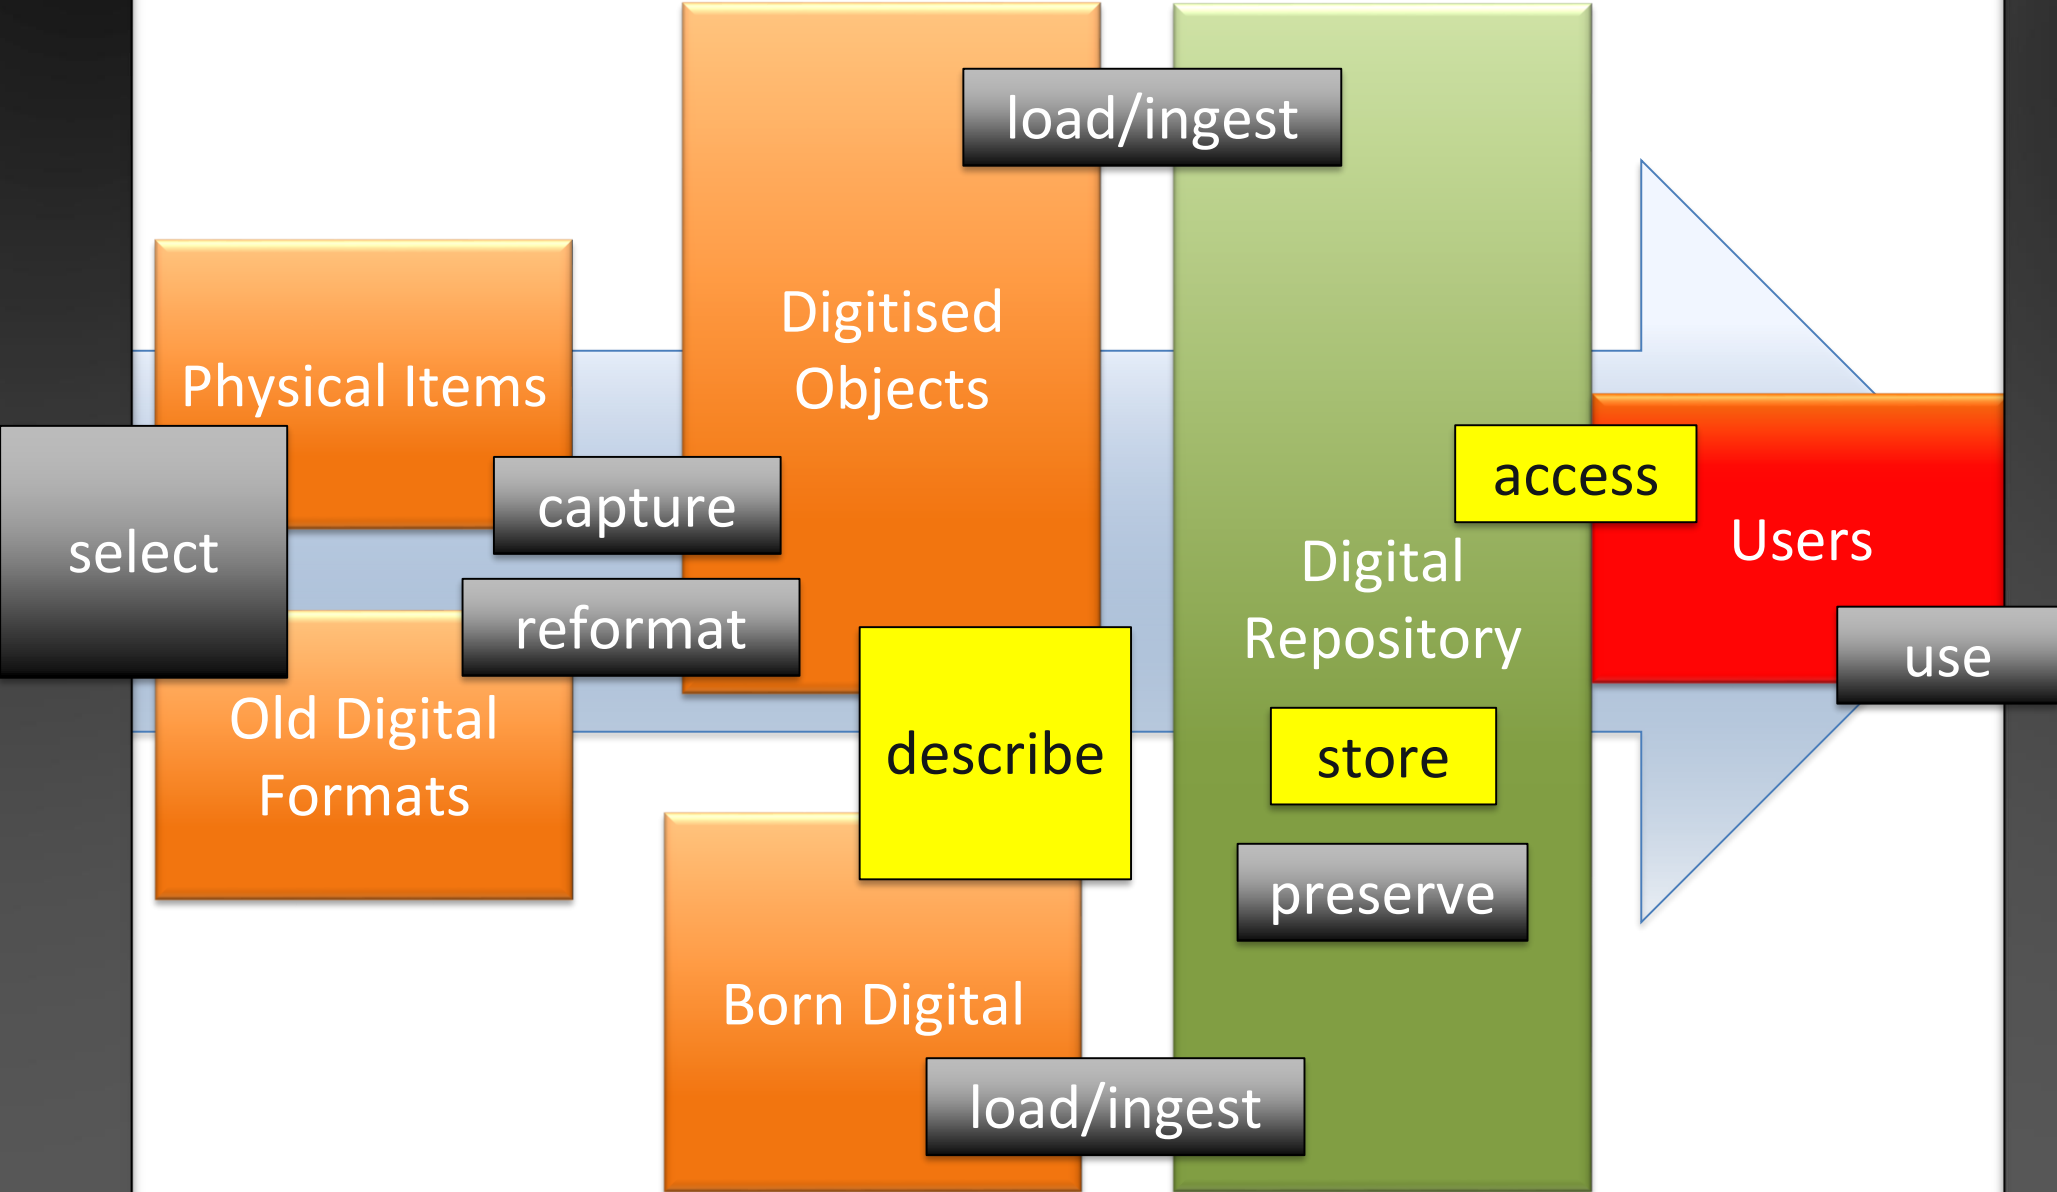 load/ingest
Digitised
Objects
Physical Items
select
capture
reformat
Old Digital
Formats
describe
Born Digital
load/ingest
Digital
Repository
store
preserve
access
Users
use